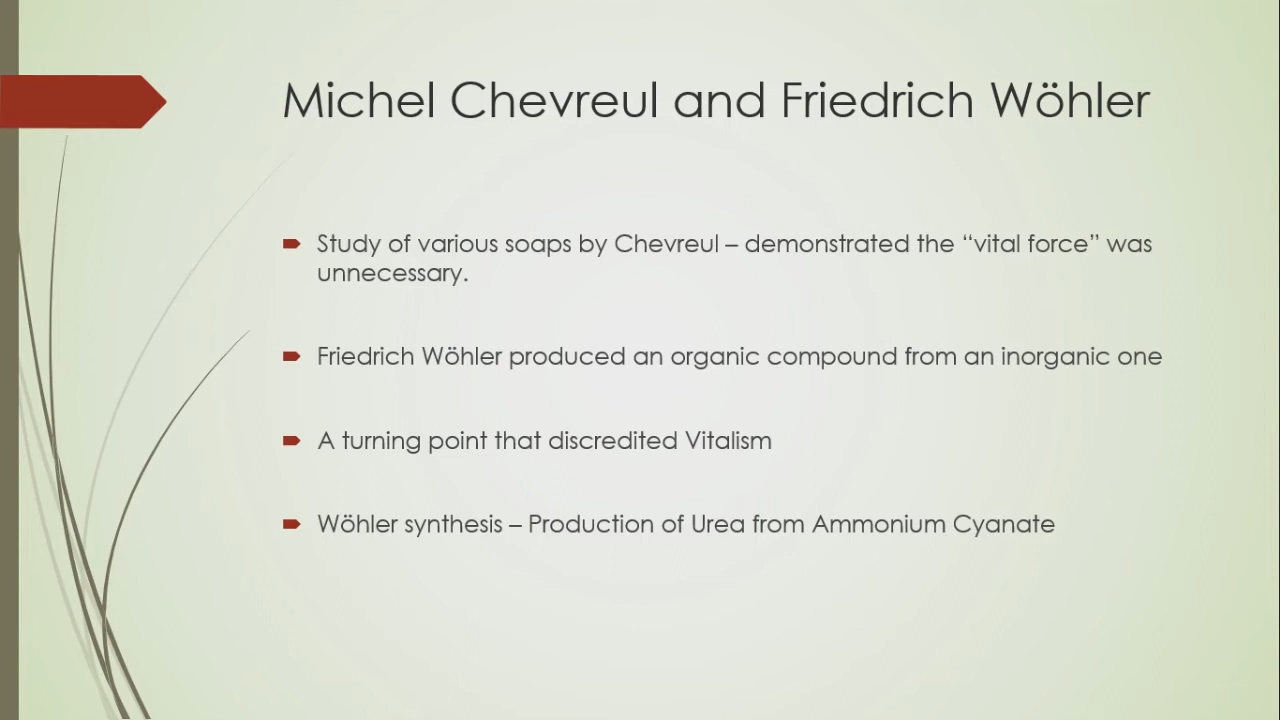 Michel Chevreul and Friedrich Wöhler
Study of various soaps by Chevreul – demonstrated the “vital force” was
unnecessary.
Friedrich Wöhler produced an organic compound from an inorganic one
A turning point that discredited Vitalism
Wöhler synthesis – Production of Urea from Ammonium Cyanate